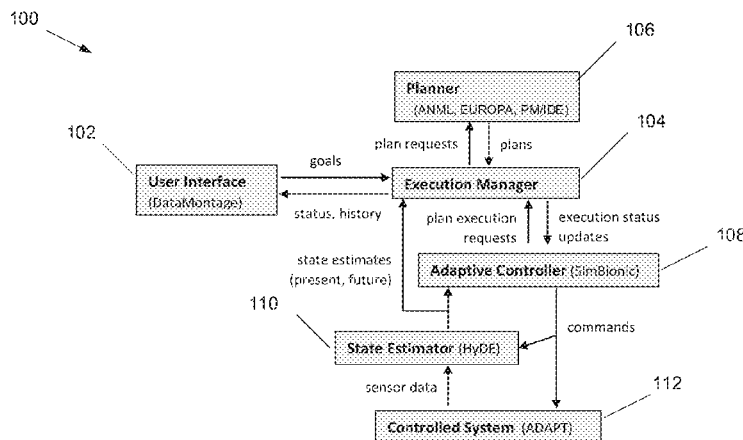 100
106
Planner
(ANML, EUROPA, PM/IDE)
102
104
plan requests
plans
goals
User Interface
(DataMontage)
Execution Manager
status, history
plan execution
requests
execution status
updates
108
state estimates
(present, future)
Adaptive Controller (SimBionic)
110
commands
State Estimator (HyDE)
sensor data
112
Controlled System (ADAPT)